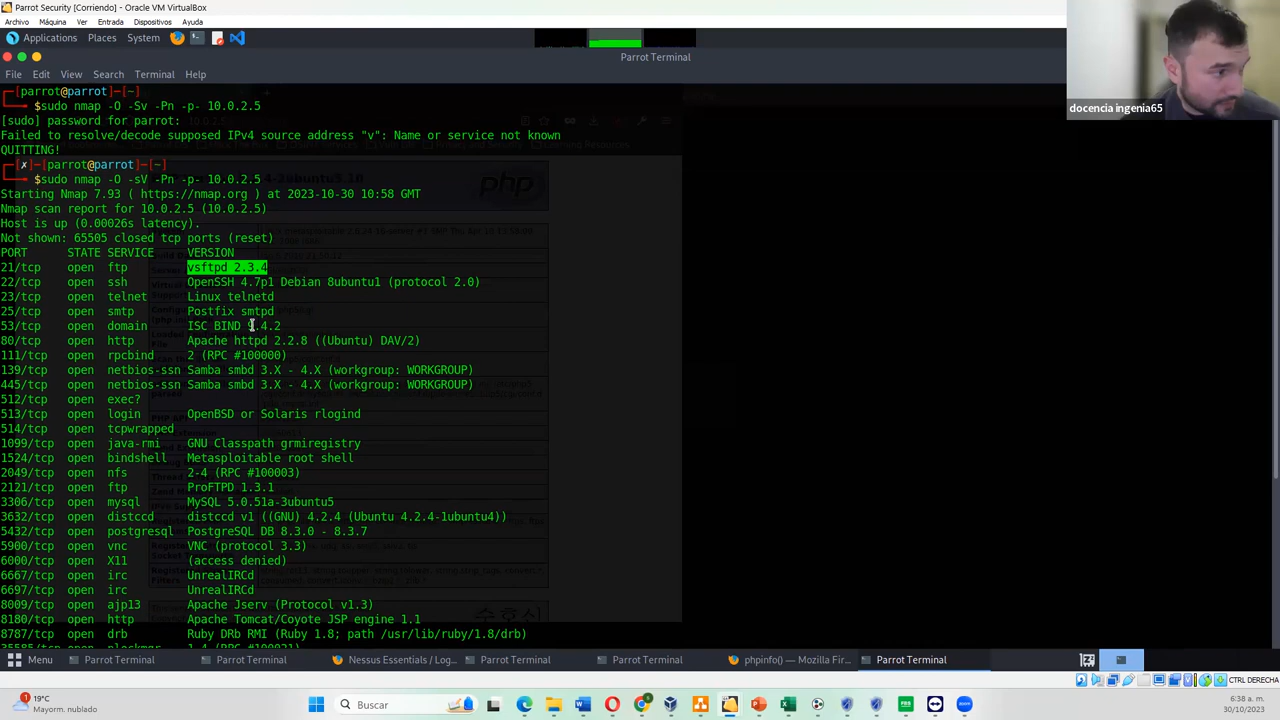 Parrot Security [Corriendo] - Oracle VM VirtualBox
Archivo Máquina Ver Entrada Dispositivos Ayuda
Applications Places System
Parrot Terminal
File Edit View Search Terminal Help
docencia ingenia65
┌─[parrot@parrot]─[~]
└──╼ $sudo nmap -O -Sv -Pn -p- 10.0.2.5
[sudo] password for parrot:
Failed to resolve/decode supposed IPv4 source address "v": Name or service not known
QUITTING!
┌─[✗]─[parrot@parrot]─[~]
└──╼ $sudo nmap -O -sV -Pn -p- 10.0.2.5
Starting Nmap 7.93 ( https://nmap.org ) at 2023-10-30 10:58 GMT
Nmap scan report for 10.0.2.5 (10.0.2.5)
Host is up (0.00026s latency).
Not shown: 65505 closed tcp ports (reset)
PORT STATE SERVICE VERSION
21/tcp open ftp vsftpd 2.3.4
22/tcp open ssh OpenSSH 4.7p1 Debian 8ubuntu1 (protocol 2.0)
23/tcp open telnet Linux telnetd
25/tcp open smtp Postfix smtpd
53/tcp open domain ISC BIND 9.4.2
80/tcp open http Apache httpd 2.2.8 ((Ubuntu) DAV/2)
111/tcp open rpcbind 2 (RPC #100000)
139/tcp open netbios-ssn Samba smbd 3.X - 4.X (workgroup: WORKGROUP)
445/tcp open netbios-ssn Samba smbd 3.X - 4.X (workgroup: WORKGROUP)
512/tcp open exec?
513/tcp open login OpenBSD or Solaris rlogind
514/tcp open tcpwrapped
1099/tcp open java-rmi GNU Classpath grmiregistry
1524/tcp open bindshell Metasploitable root shell
2049/tcp open nfs 2-4 (RPC #100003)
2121/tcp open ftp ProFTPD 1.3.1
3306/tcp open mysql MySQL 5.0.51a-3ubuntu5
3632/tcp open distccd distccd v1 ((GNU) 4.2.4 (Ubuntu 4.2.4-1ubuntu4))
5432/tcp open postgresql PostgreSQL DB 8.3.0 - 8.3.7
5900/tcp open vnc VNC (protocol 3.3)
6000/tcp open X11 (access denied)
6667/tcp open irc UnrealIRCd
6697/tcp open irc UnrealIRCd
8009/tcp open ajp13 Apache Jserv (Protocol v1.3)
8180/tcp open http Apache Tomcat/Coyote JSP engine 1.1
8787/tcp open drb Ruby DRb RMI (Ruby 1.8; path /usr/lib/ruby/1.8/drb)
Menu Parrot Terminal Parrot Terminal Nessus Essentials / Log... Parrot Terminal Parrot Terminal phpinfo() — Mozilla Fir... Parrot Terminal
CTRL DERECHA
19°C
Mayorm. nublado
Buscar
6:38 a. m.
30/10/2023